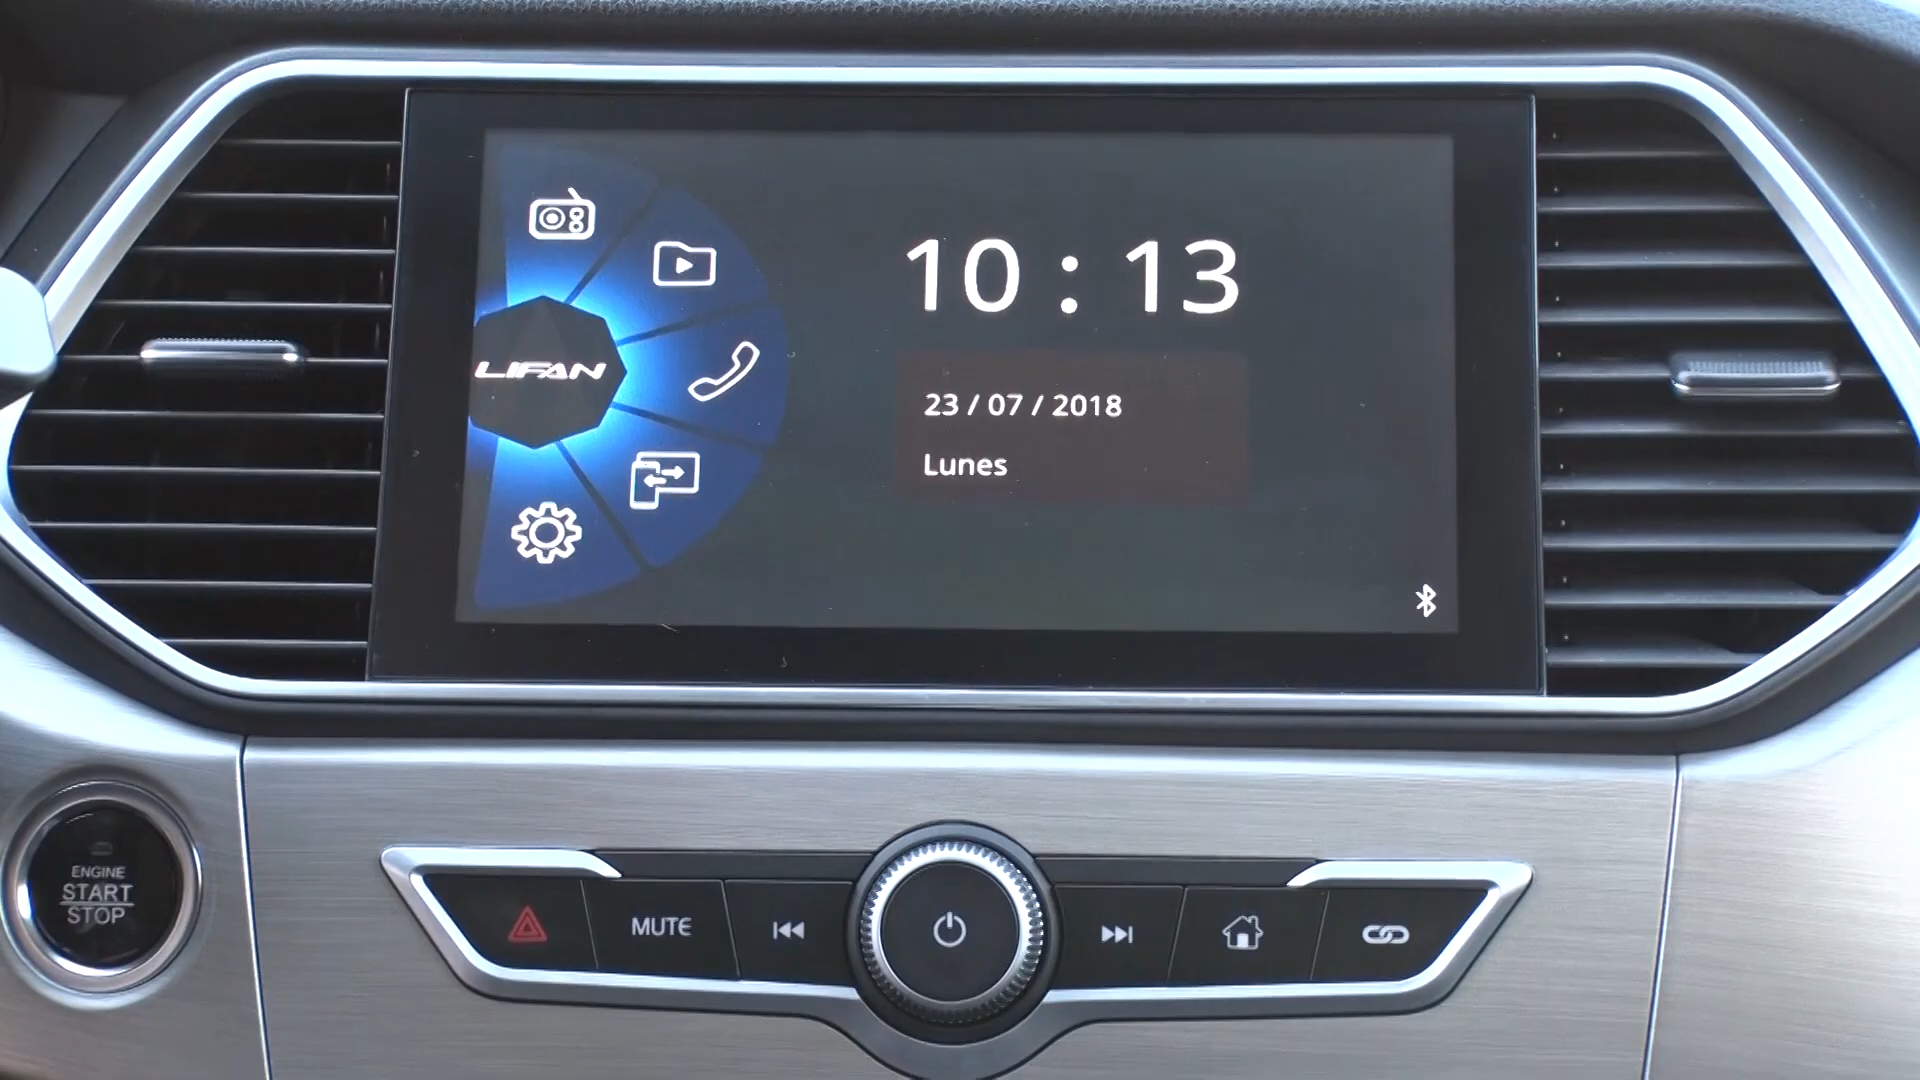 10 : 13
LIFAN
23 / 07 / 2018
Lunes
ENGINE
START
STOP
MUTE